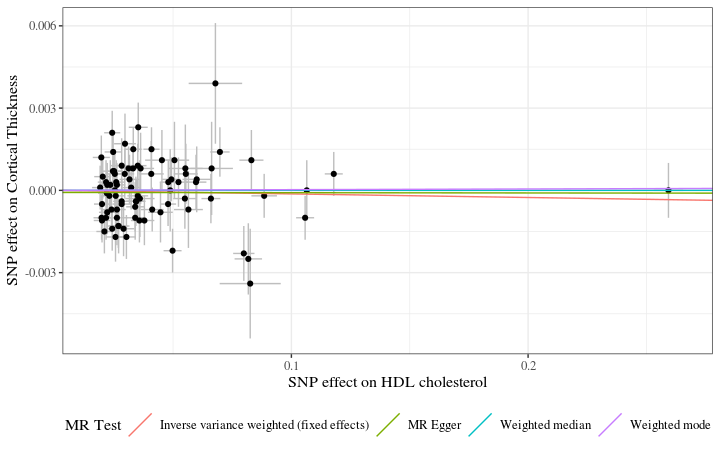 0.006
0.003
0.000
-0.003
SNP effect on Cortical Thickness
0.1 0.2
SNP effect on HDL cholesterol
MR Test Inverse variance weighted (fixed effects) MR Egger Weighted median Weighted mode